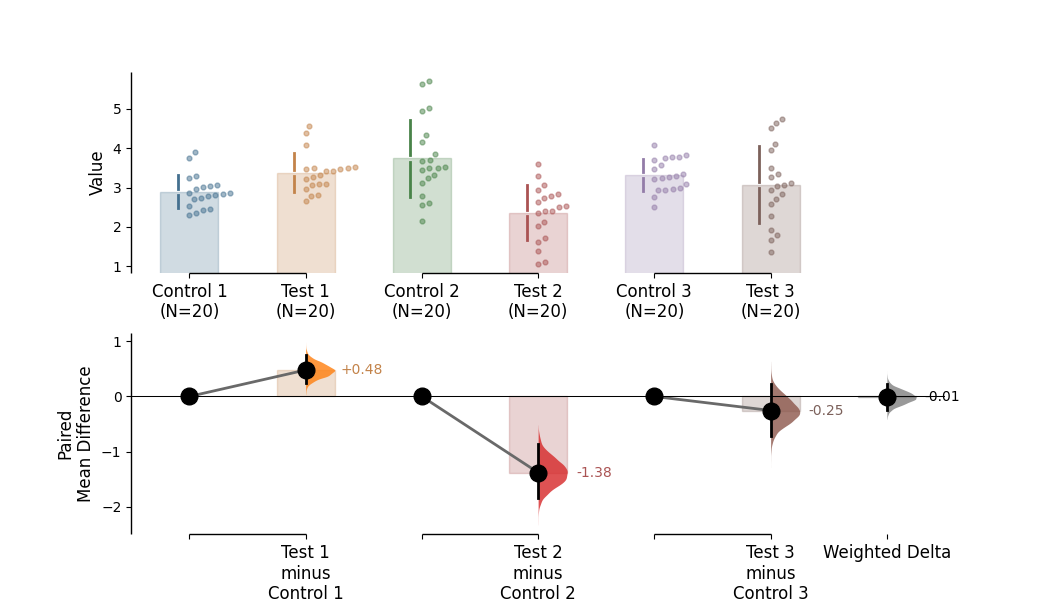 Value
5
4
3
2
1
Control 1
(N=20)
Test 1
(N=20)
Control 2
(N=20)
Test 2
(N=20)
Control 3
(N=20)
Test 3
(N=20)
Paired
Mean Difference
1
0
−1
−2
+0.48
-1.38
-0.25
-0.01
Test 1
minus
Control 1
Test 2
minus
Control 2
Test 3
minus
Control 3
Weighted Delta